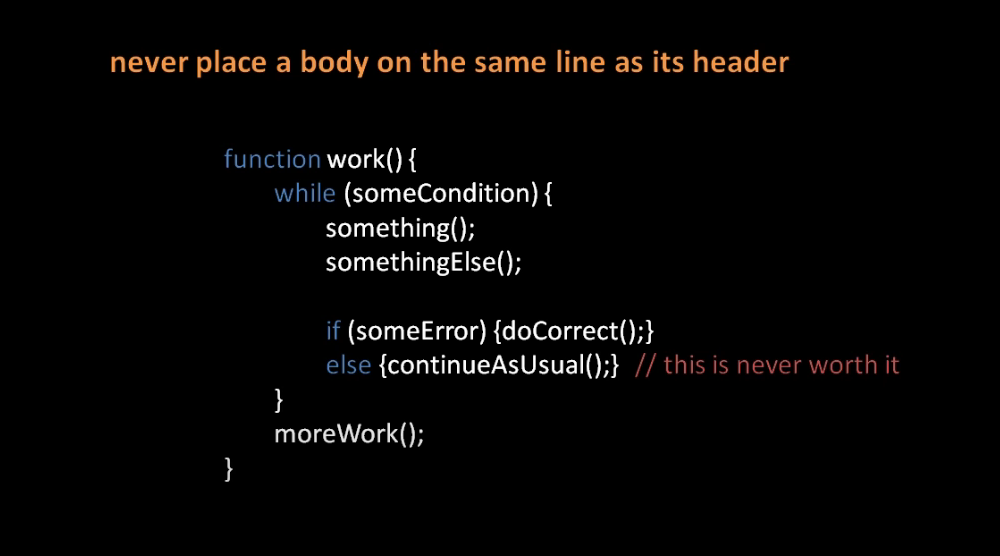 never place a body on the same line as its header
function work() {
while (someCondition) {
something();
somethingElse();
if (someError) {doCorrect();}
else {continueAsUsual();} // this is never worth it
}
moreWork();
}